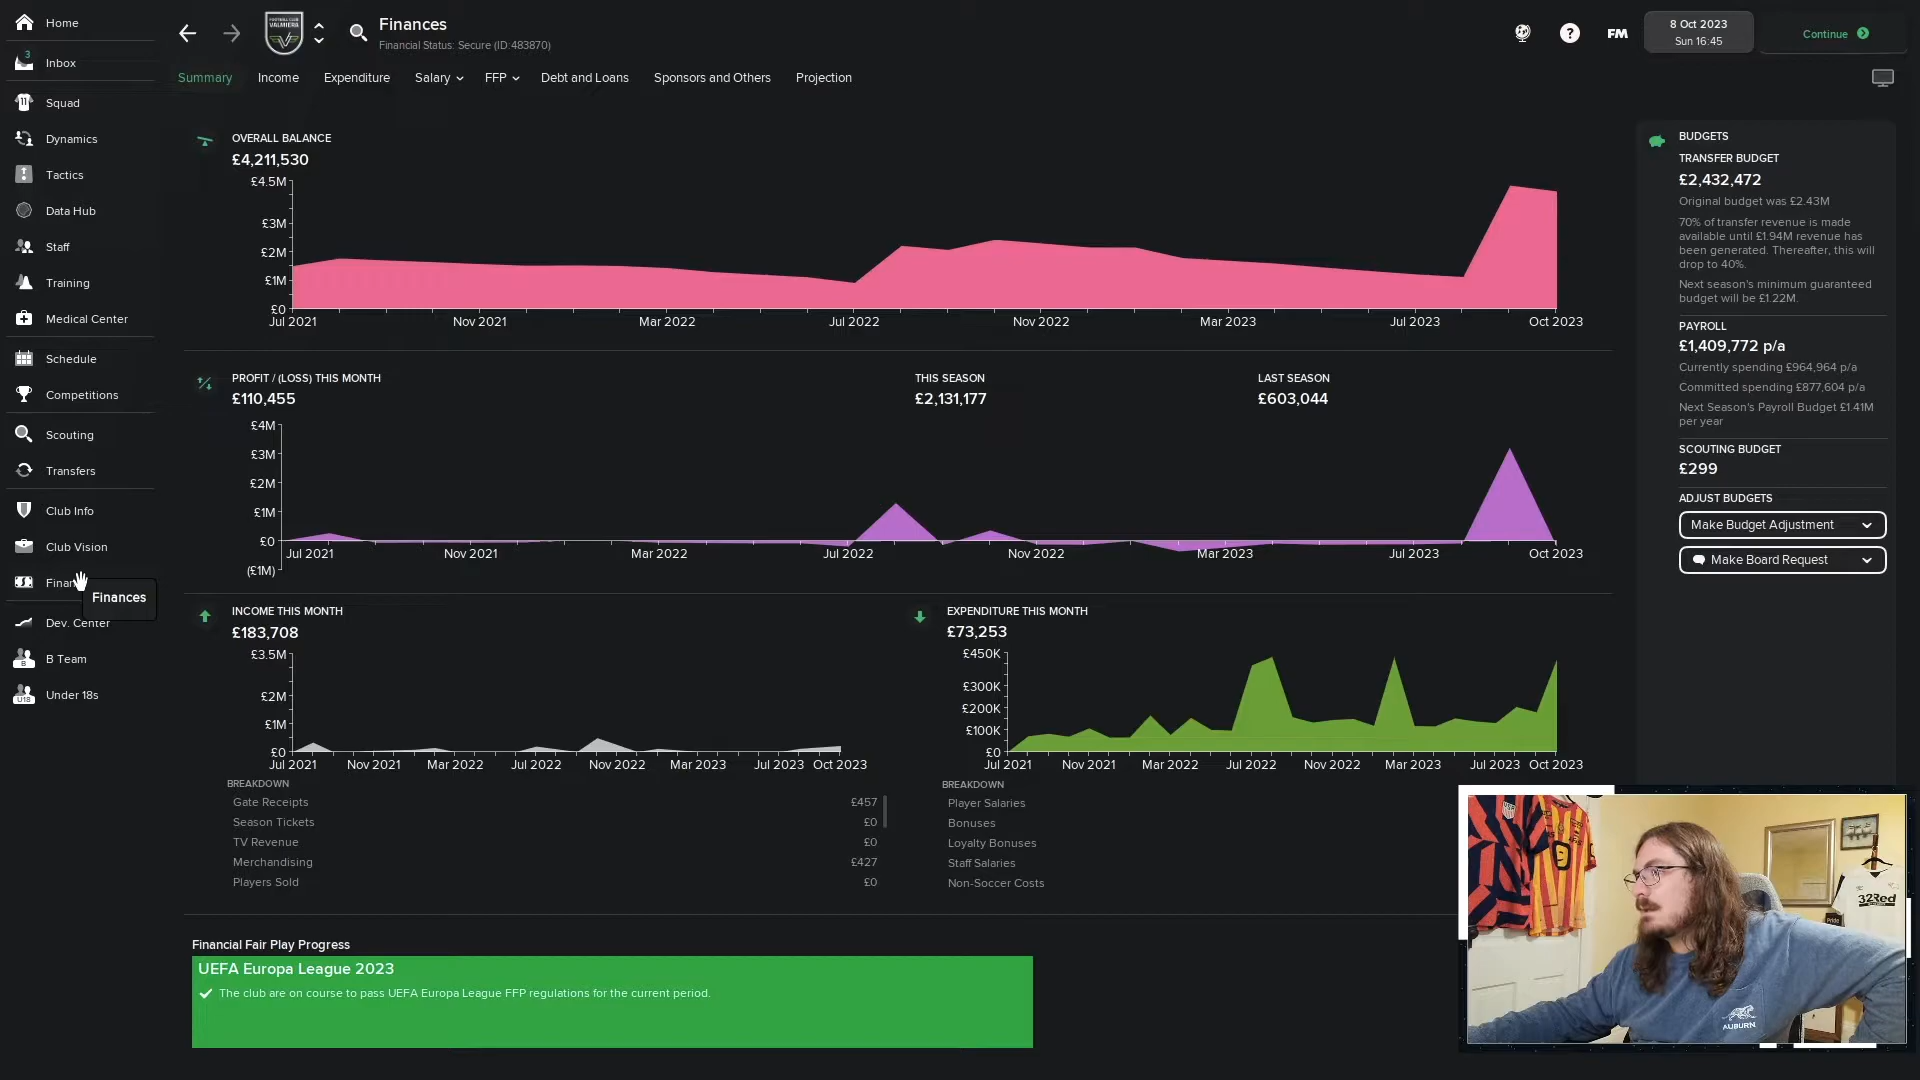 Home
3
Inbox
Squad
Dynamics
Tactics
Data Hub
Staff
Training
Medical Center
Schedule
Competitions
Scouting
Transfers
Club Info
Club Vision
Finances
Dev. Center
B Team
Under 18s
FOOTBALL CLUB
VALMIERA
Finances
Financial Status: Secure (ID:483870)
FM
8 Oct 2023
Sun 16:45
Continue
Summary
Income
Expenditure
Salary
FFP
Debt and Loans
Sponsors and Others
Projection
OVERALL BALANCE
£4,211,530
£4.5M
£3M
£2M
£1M
£0
Jul 2021
Nov 2021
Mar 2022
Jul 2022
Nov 2022
Mar 2023
Jul 2023
Oct 2023
PROFIT / (LOSS) THIS MONTH
£110,455
THIS SEASON
£2,131,177
LAST SEASON
£603,044
£4M
£3M
£2M
£1M
£0
(£1M)
Jul 2021
Nov 2021
Mar 2022
Jul 2022
Nov 2022
Mar 2023
Jul 2023
Oct 2023
INCOME THIS MONTH
£183,708
£3.5M
£2M
£1M
£0
Jul 2021
Nov 2021
Mar 2022
Jul 2022
Nov 2022
Mar 2023
Jul 2023
Oct 2023
BREAKDOWN
Gate Receipts £457
Season Tickets £0
TV Revenue £0
Merchandising £427
Players Sold £0
EXPENDITURE THIS MONTH
£73,253
£450K
£300K
£200K
£100K
£0
Jul 2021
Nov 2021
Mar 2022
Jul 2022
Nov 2022
Mar 2023
Jul 2023
Oct 2023
BREAKDOWN
Player Salaries
Bonuses
Loyalty Bonuses
Staff Salaries
Non-Soccer Costs
Financial Fair Play Progress
UEFA Europa League 2023
The club are on course to pass UEFA Europa League FFP regulations for the current period.
BUDGETS
TRANSFER BUDGET
£2,432,472
Original budget was £2.43M
70% of transfer revenue is made
available until £1.94M revenue has
been generated. Thereafter, this will
drop to 40%.
Next season's minimum guaranteed
budget will be £1.22M.
PAYROLL
£1,409,772 p/a
Currently spending £964,964 p/a
Committed spending £877,604 p/a
Next Season's Payroll Budget £1.41M
per year
SCOUTING BUDGET
£299
ADJUST BUDGETS
Make Budget Adjustment
Make Board Request
32Red
Pride
AUBURN